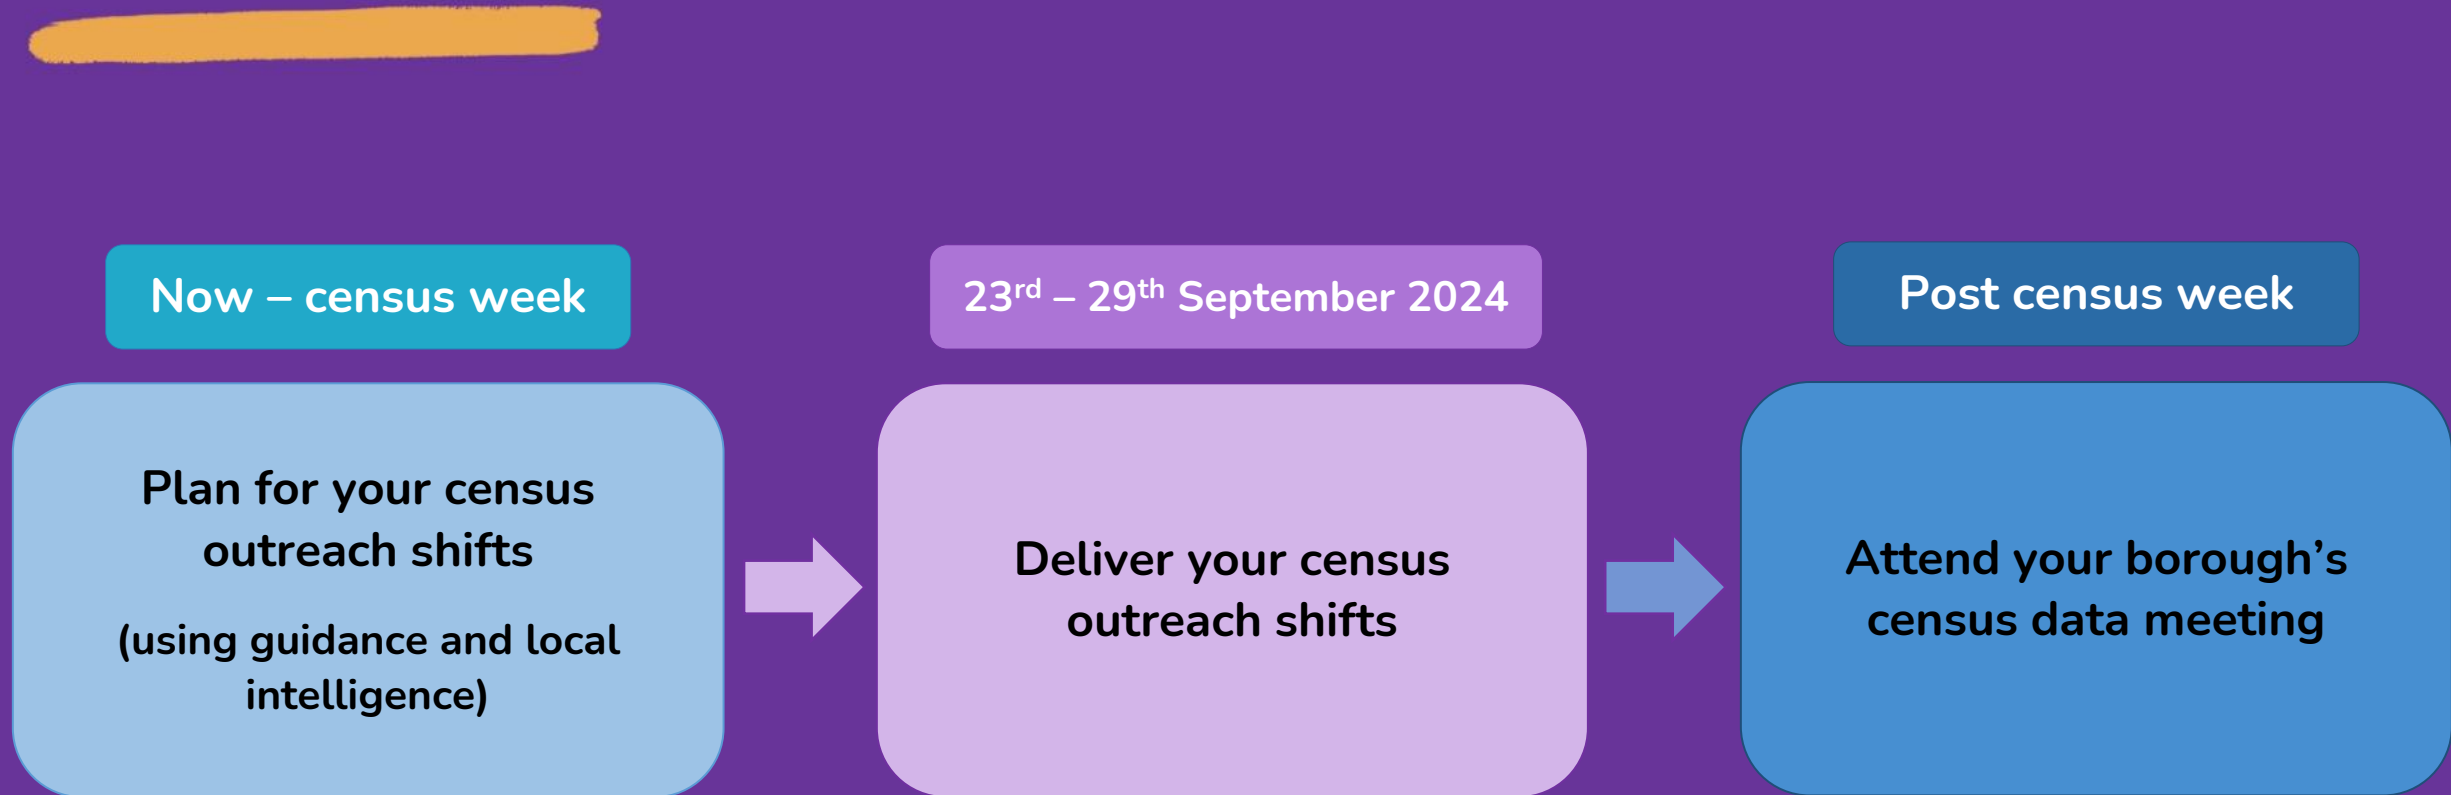 Now – census week
23rd – 29th September 2024
Post census week
Plan for your census
outreach shifts
(using guidance and local
intelligence)
Deliver your census
outreach shifts
Attend your borough’s
census data meeting